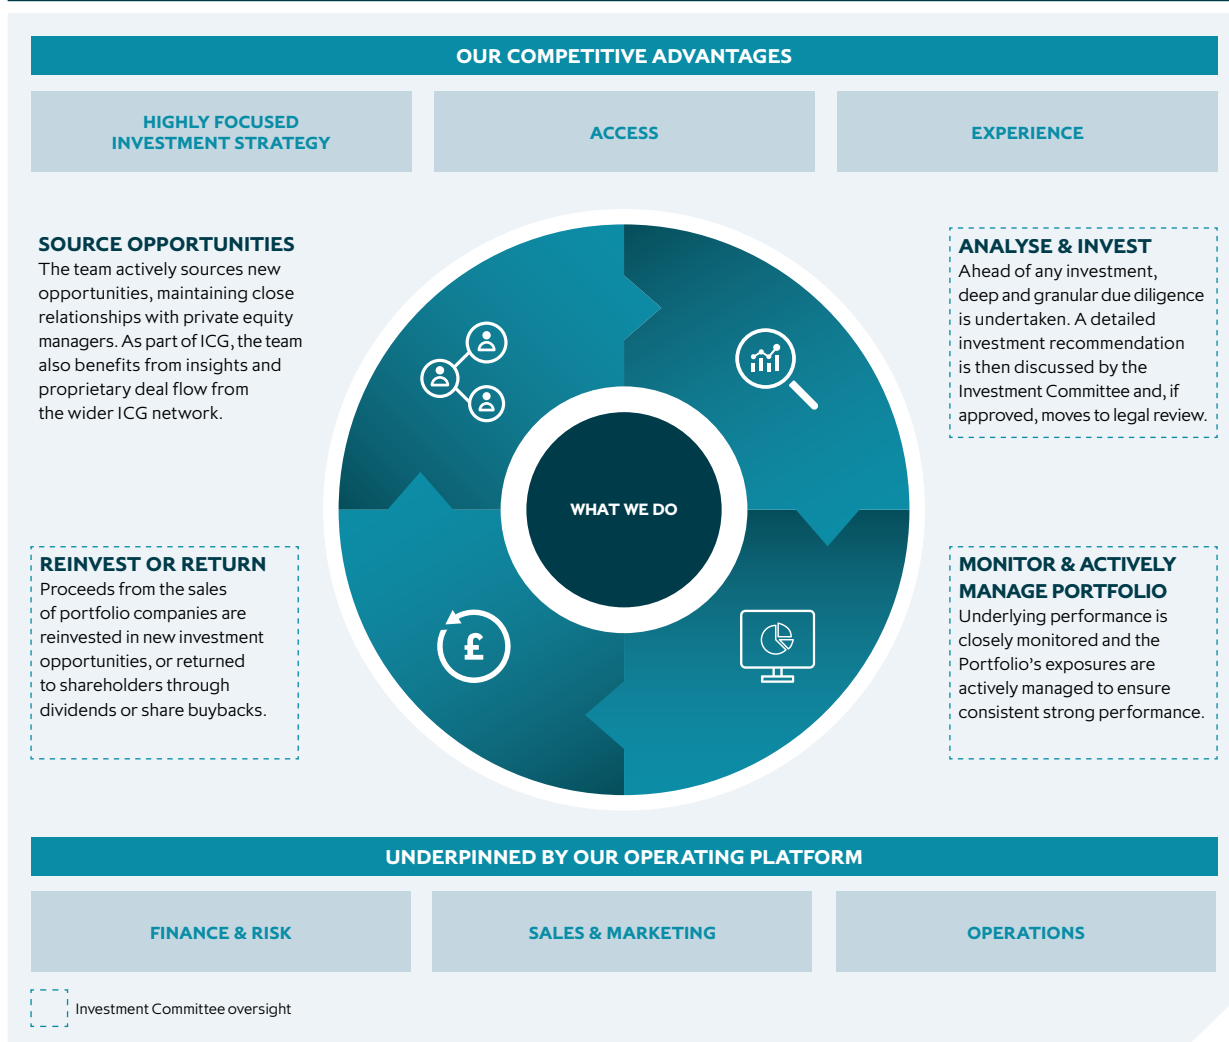 OUR COMPETITIVE ADVANTAGES
HIGHLY FOCUSED
INVESTMENT STRATEGY
ACCESS
EXPERIENCE
SOURCE OPPORTUNITIES
The team actively sources new
opportunities, maintaining close
relationships with private equity
managers. As part of ICG, the team
also benefits from insights and
proprietary deal flow from
the wider ICG network.
ANALYSE & INVEST
Ahead of any investment,
deep and granular due diligence
is undertaken. A detailed
investment recommendation
is then discussed by the
Investment Committee and, if
approved, moves to legal review.
WHAT WE DO
REINVEST OR RETURN
Proceeds from the sales
of portfolio companies are
reinvested in new investment
opportunities, or returned
to shareholders through
dividends or share buybacks.
£
MONITOR & ACTIVELY
MANAGE PORTFOLIO
Underlying performance is
closely monitored and the
Portfolio’s exposures are
actively managed to ensure
consistent strong performance.
UNDERPINNED BY OUR OPERATING PLATFORM
FINANCE & RISK
SALES & MARKETING
OPERATIONS
Investment Committee oversight